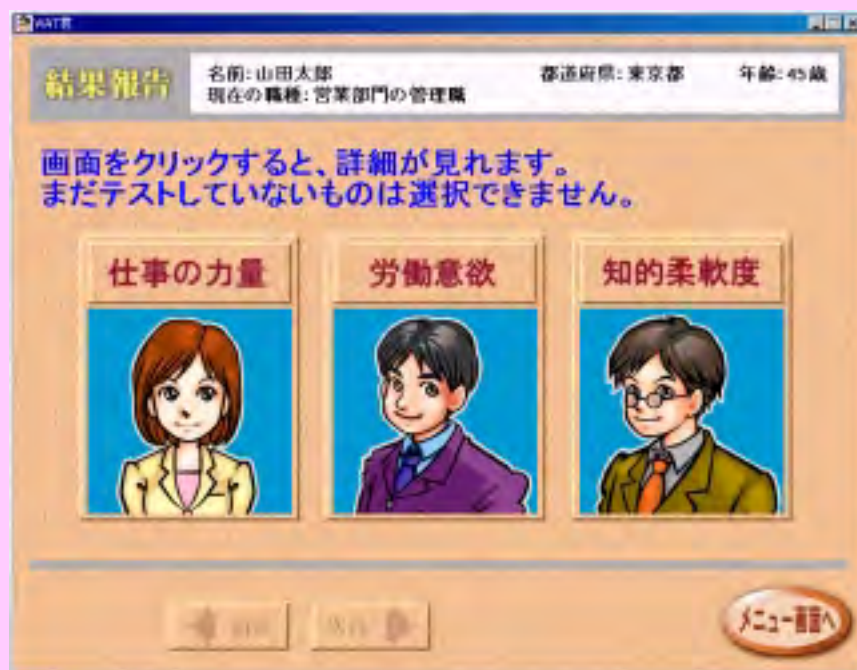 WAT君
結果報告
名前:山田太郎
都道府県:東京都
年齢:45歳
現在の職種:営業部門の管理職
画面をクリックすると、詳細が見れます。
まだテストしていないものは選択できません。
仕事の力量
労働意欲
知的柔軟度
メニュー画面へ